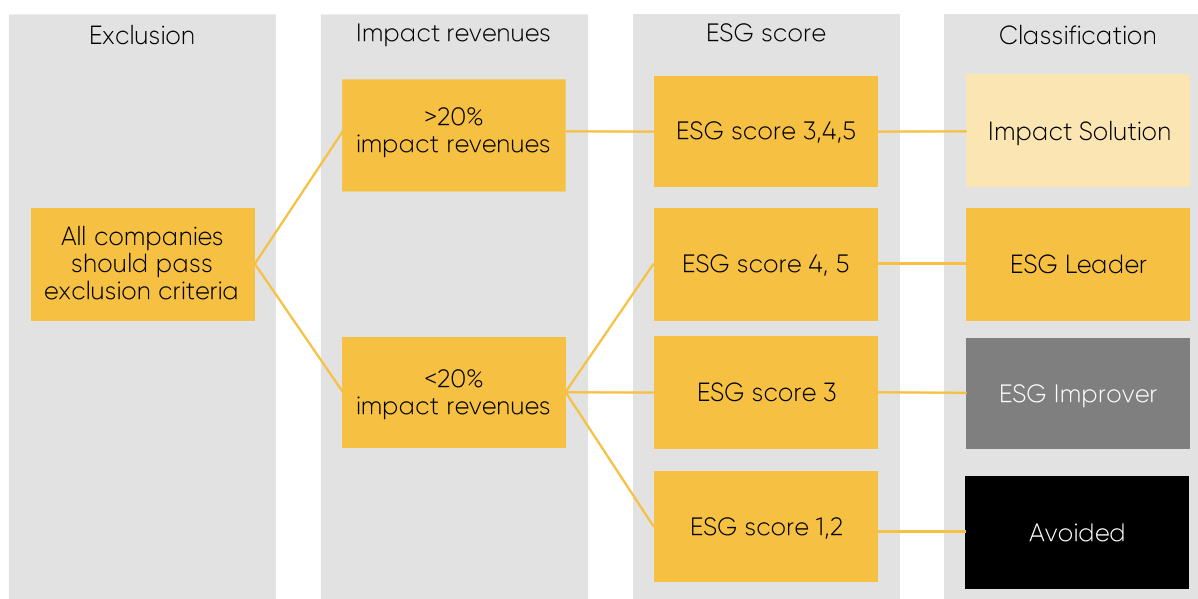 Exclusion
Impact revenues
ESG score
Classification
All companies
should pass
exclusion criteria
>20%
impact revenues
<20%
impact revenues
ESG score 3,4,5
ESG score 4, 5
ESG score 3
ESG score 1,2
Impact Solution
ESG Leader
ESG Improver
Avoided